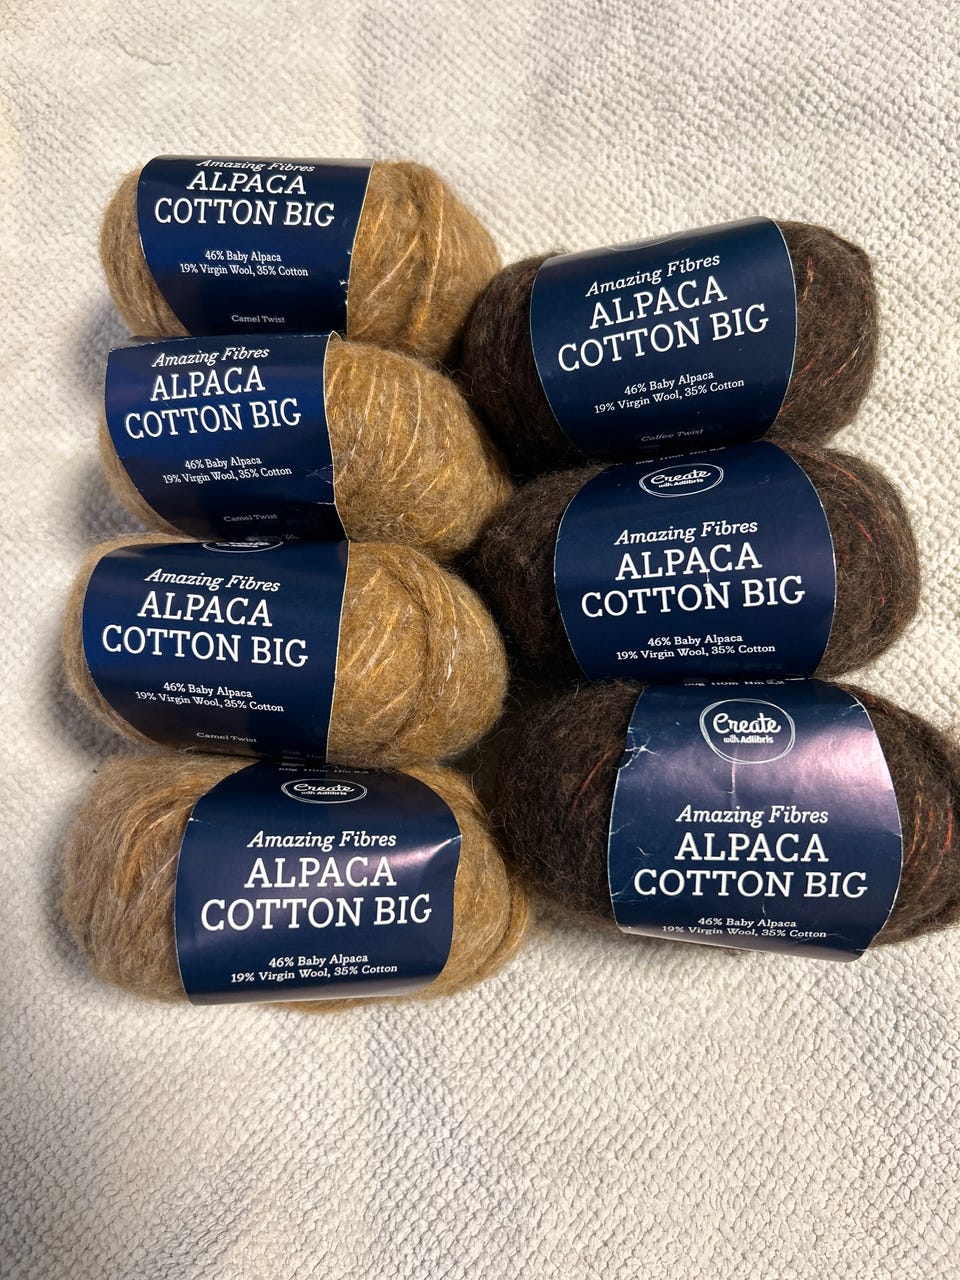 Amazing Fibres
ALPACA
COTTON BIG
46% Baby Alpaca
19% Virgin Wool, 35% Cotton
Camel Twist
Amazing Fibres
ALPACA
COTTON BIG
46% Baby Alpaca
19% Virgin Wool, 35% Cotton
Camel Twist
Amazing Fibres
ALPACA
COTTON BIG
46% Baby Alpaca
19% Virgin Wool, 35% Cotton
Camel Twist
Create
with Adlibris
Amazing Fibres
ALPACA
COTTON BIG
46% Baby Alpaca
19% Virgin Wool, 35% Cotton
Amazing Fibres
ALPACA
COTTON BIG
46% Baby Alpaca
19% Virgin Wool, 35% Cotton
Coffee Twist
Create
with Adlibris
Amazing Fibres
ALPACA
COTTON BIG
46% Baby Alpaca
19% Virgin Wool, 35% Cotton
Create
with Adlibris
Amazing Fibres
ALPACA
COTTON BIG
46% Baby Alpaca
19% Virgin Wool, 35% Cotton